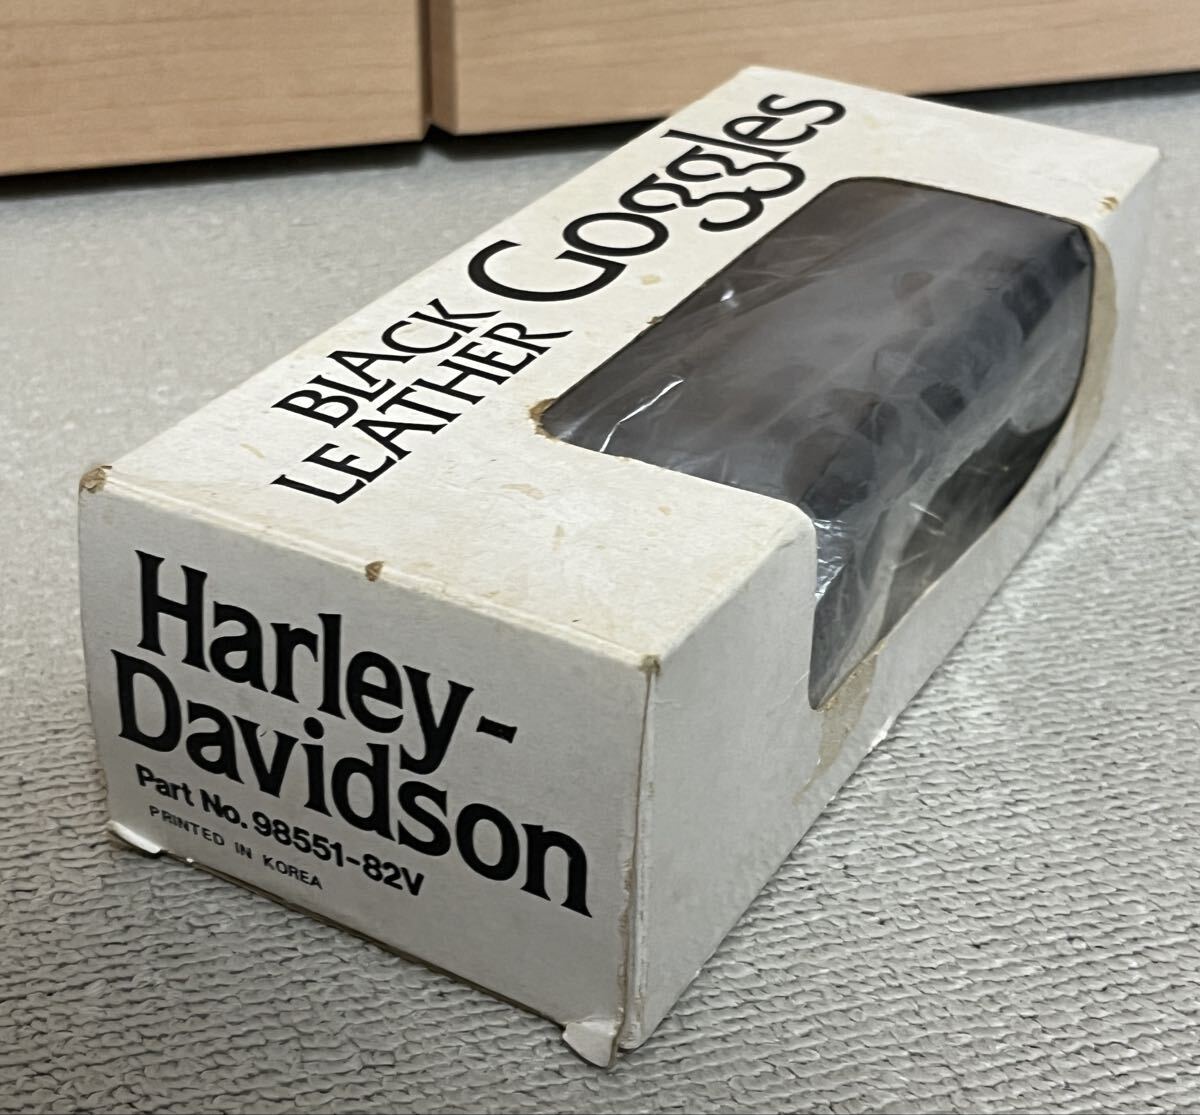 BLACK
LEATHER
Goggles
Harley-
Davidson
Part No. 98551-82V
PRINTED IN KOREA